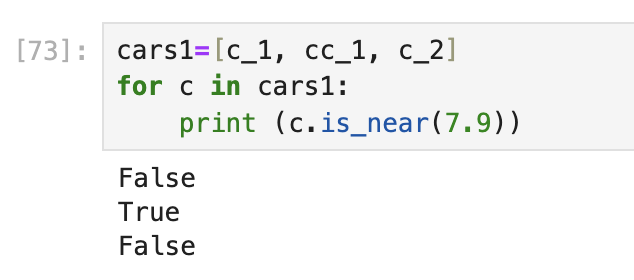 [73]: cars1=[c_1, cc_1, c_2]
for c in cars1:
    print (c.is_near(7.9))
False
True
False